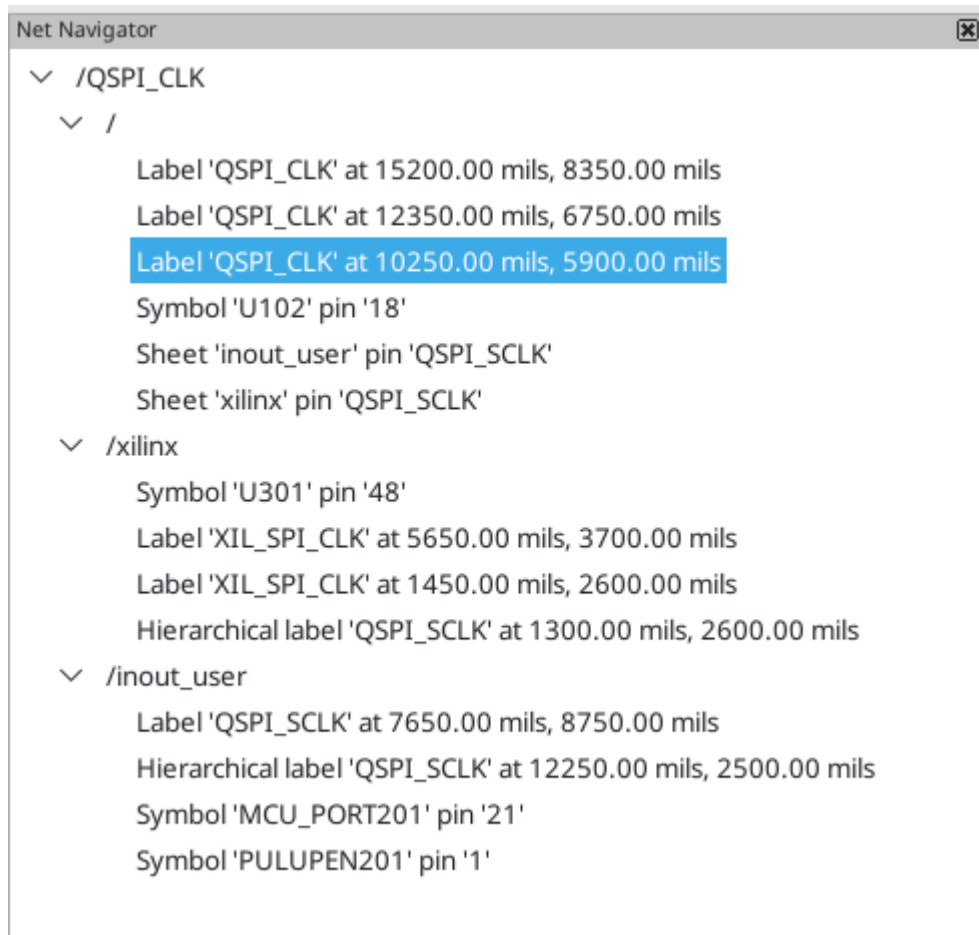 Net Navigator
/QSPI_CLK
/
Label 'QSPI_CLK' at 15200.00 mils, 8350.00 mils
Label 'QSPI_CLK' at 12350.00 mils, 6750.00 mils
Label 'QSPI_CLK' at 10250.00 mils, 5900.00 mils
Symbol 'U102' pin '18'
Sheet 'inout_user' pin 'QSPI_SCLK'
Sheet 'xilinx' pin 'QSPI_SCLK'
/xilinx
Symbol 'U301' pin '48'
Label 'XIL_SPI_CLK' at 5650.00 mils, 3700.00 mils
Label 'XIL_SPI_CLK' at 1450.00 mils, 2600.00 mils
Hierarchical label 'QSPI_SCLK' at 1300.00 mils, 2600.00 mils
/inout_user
Label 'QSPI_SCLK' at 7650.00 mils, 8750.00 mils
Hierarchical label 'QSPI_SCLK' at 12250.00 mils, 2500.00 mils
Symbol 'MCU_PORT201' pin '21'
Symbol 'PULUPEN201' pin '1'